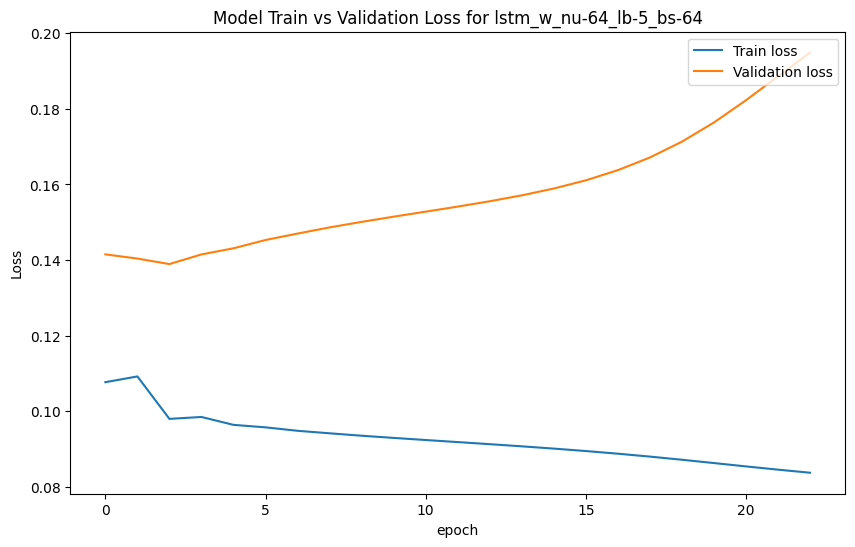 Model Train vs Validation Loss for lstm_w_nu-64_lb-5_bs-64
Train loss
Validation loss
Loss
0.20
0.18
0.16
0.14
0.12
0.10
0.08
0
5
10
15
20
epoch